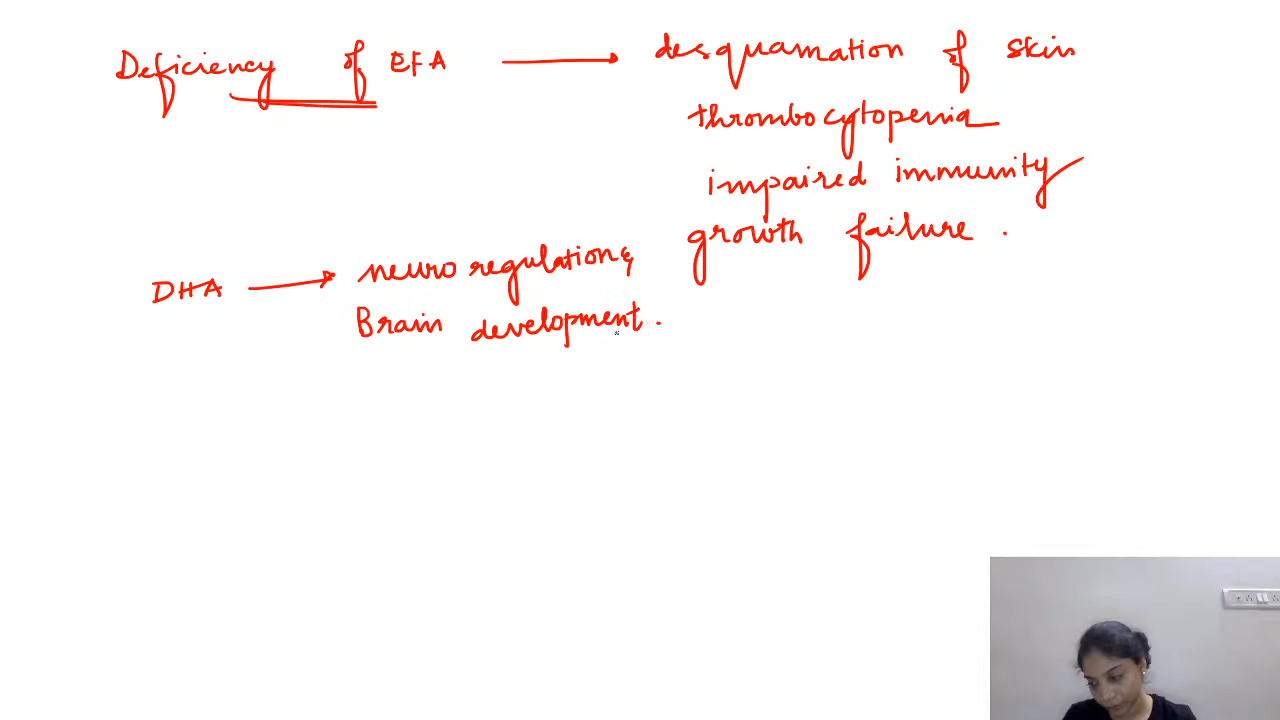 Deficiency of EFA → desquamation of skin
thrombocytopenia
impaired immunity
growth failure.
DHA → neuro regulation &
Brain development.